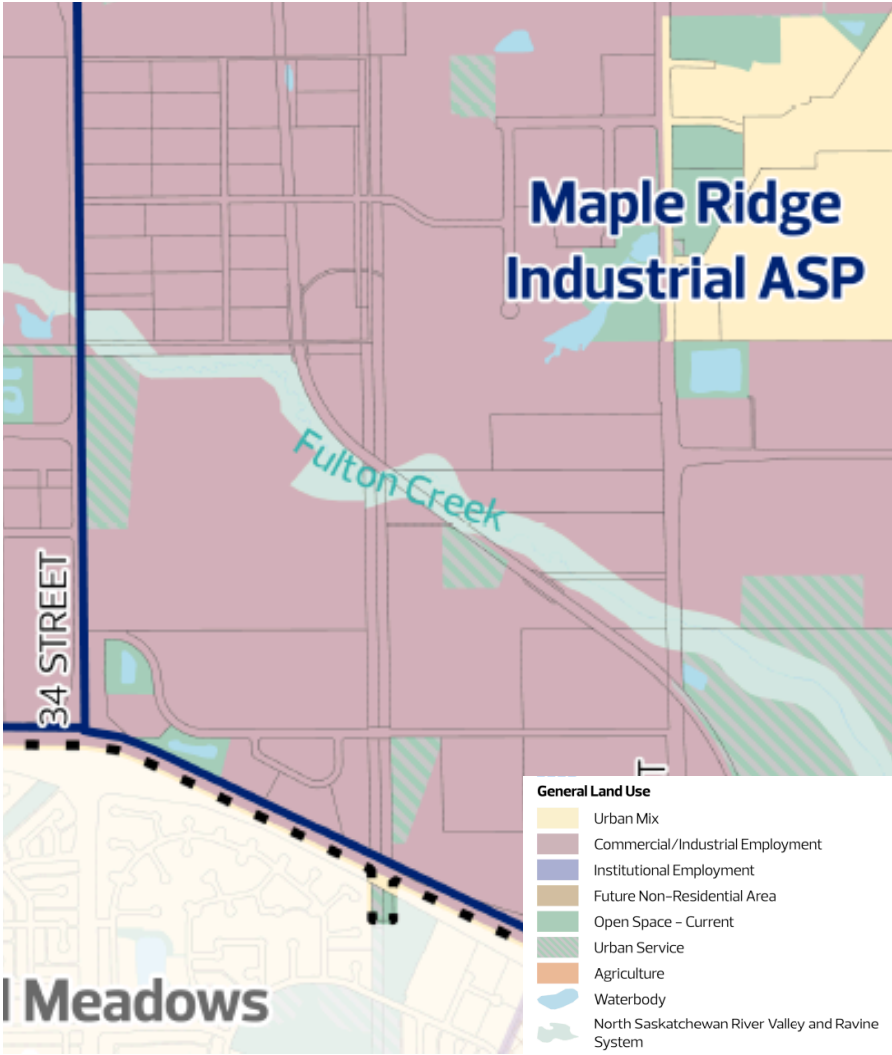 Maple Ridge
Industrial ASP
Fulton Creek
34 STREET
Meadows
General Land Use
Urban Mix
Commercial/Industrial Employment
Institutional Employment
Future Non-Residential Area
Open Space - Current
Urban Service
Agriculture
Waterbody
North Saskatchewan River Valley and Ravine
System